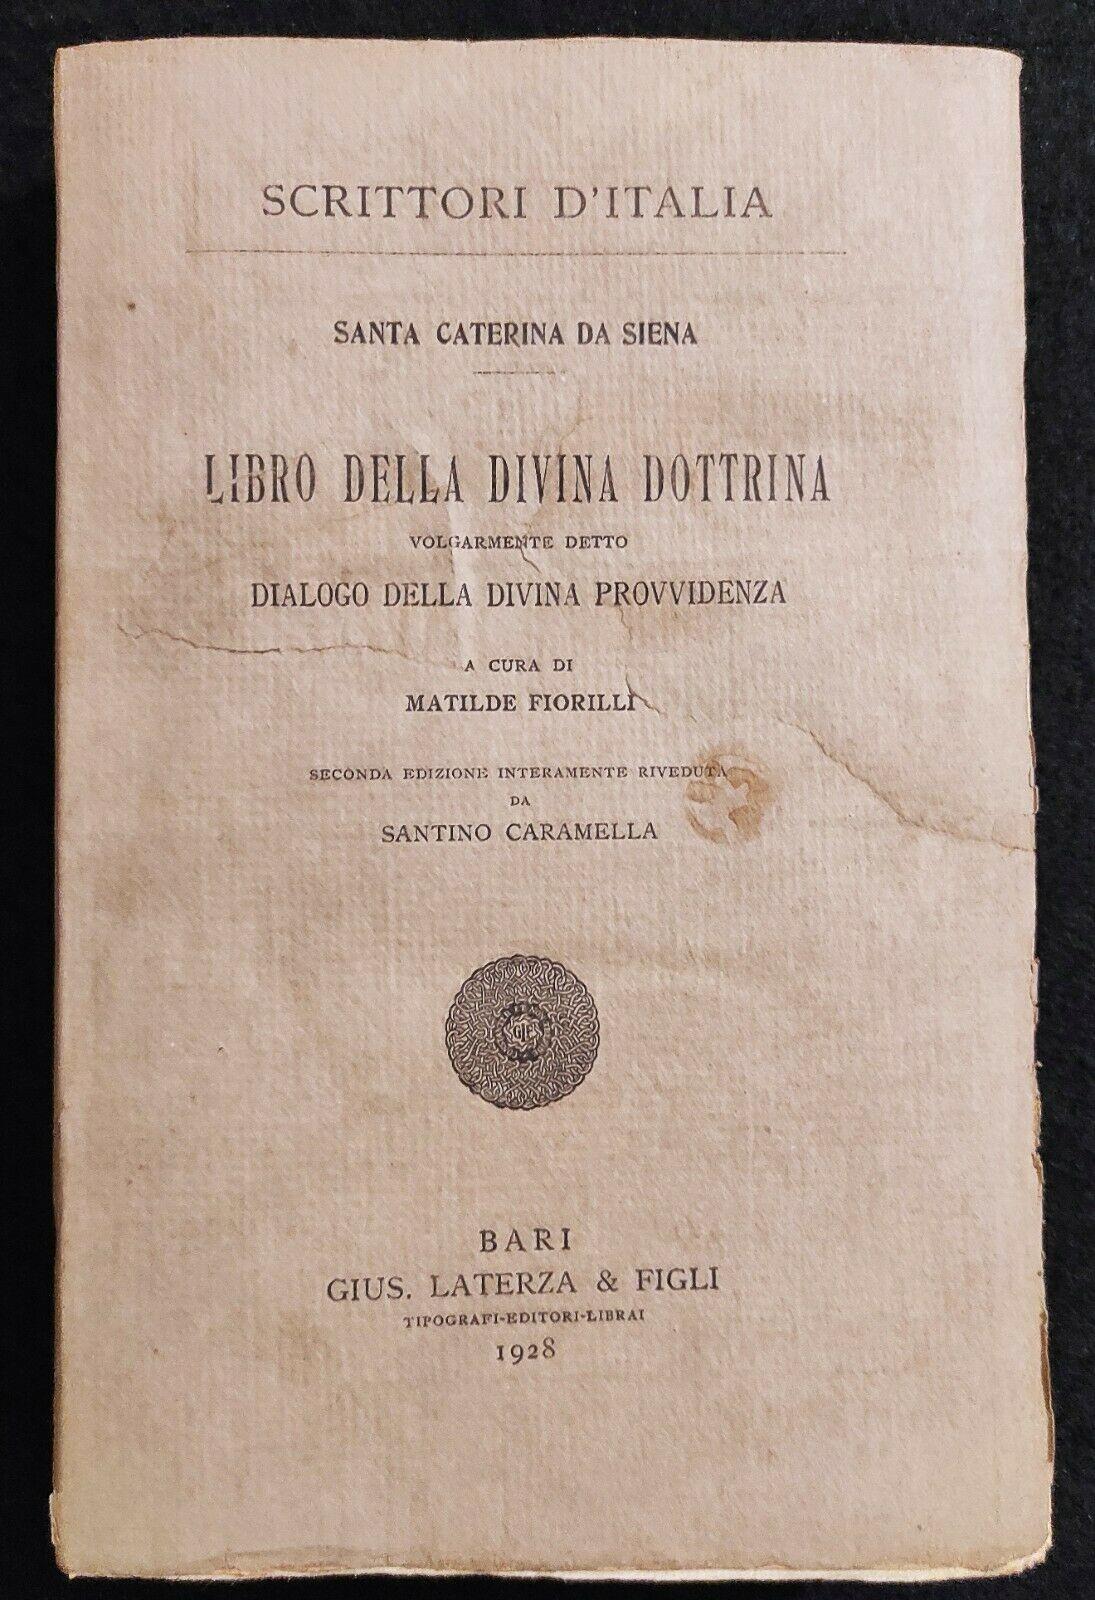 SCRITTORI D'ITALIA
SANTA CATERINA DA SIENA
LIBRO DELLA DIVINA DOTTRINA
VOLGARMENTE DETTO
DIALOGO DELLA DIVINA PROVVIDENZA
A CURA DI
MATILDE FIORILLI
SECONDA EDIZIONE INTERAMENTE RIVEDUTA
DA
SANTINO CARAMELLA
BARI
GIUS. LATERZA & FIGLI
TIPOGRAFI-EDITORI-LIBRAI
1928